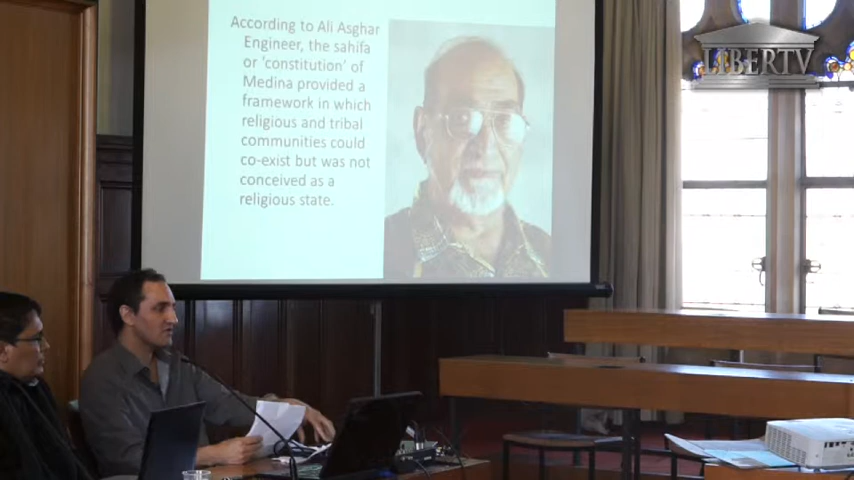 According to Ali Asghar
Engineer, the sahifa
or 'constitution' of
Medina provided a
framework in which
religious and tribal
communities could
co-exist but was not
conceived as a
religious state.
LIBERTV